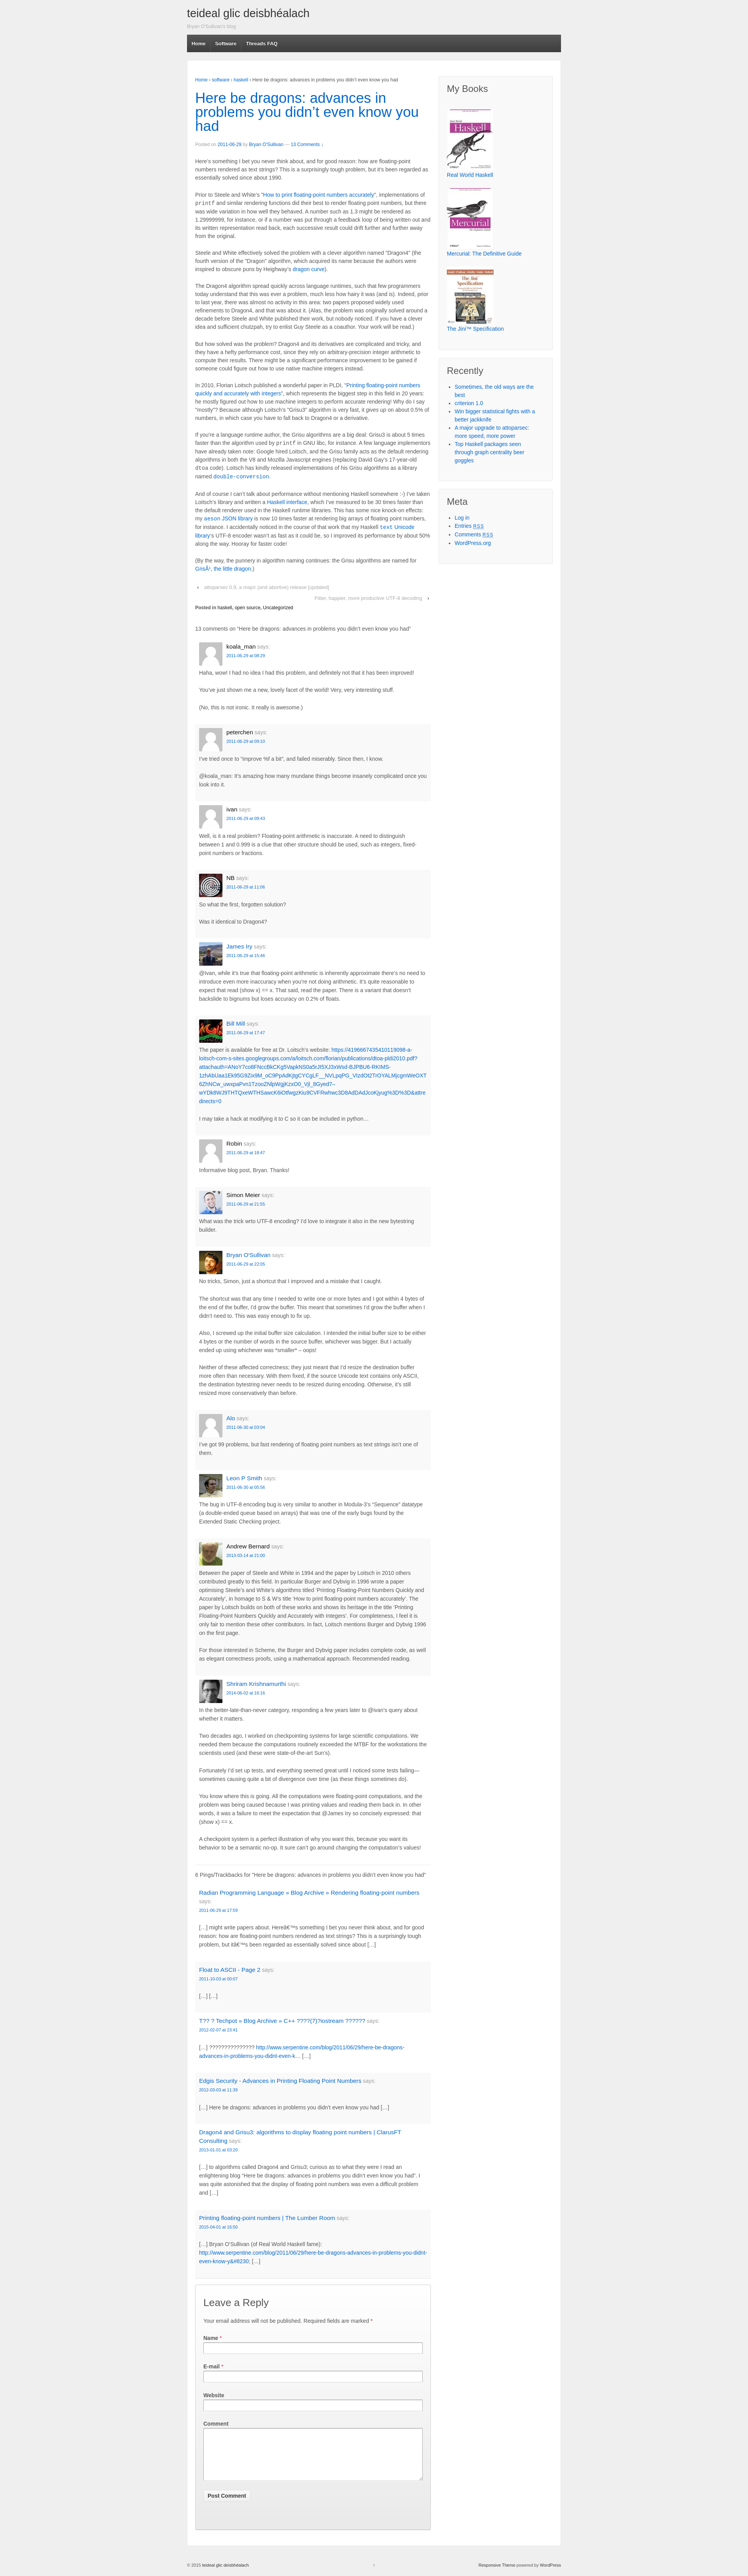 teideal glic deisbhéalach
Bryan O'Sullivan's blog
Home Software Threads FAQ
Home › software › haskell › Here be dragons: advances in problems you didn't even know you had
Here be dragons: advances in
problems you didn't even know you
had
Posted on 2011-06-29 by Bryan O'Sullivan — 13 Comments ↓
Here's something I bet you never think about, and for good reason: how are floating-point
numbers rendered as text strings? This is a surprisingly tough problem, but it's been regarded as
essentially solved since about 1990.
Prior to Steele and White's "How to print floating-point numbers accurately", implementations of
printf and similar rendering functions did their best to render floating point numbers, but there
was wide variation in how well they behaved. A number such as 1.3 might be rendered as
1.29999999, for instance, or if a number was put through a feedback loop of being written out and
its written representation read back, each successive result could drift further and further away
from the original.
Steele and White effectively solved the problem with a clever algorithm named "Dragon4" (the
fourth version of the "Dragon" algorithm, which acquired its name because the authors were
inspired to obscure puns by Heighway's dragon curve).
The Dragon4 algorithm spread quickly across language runtimes, such that few programmers
today understand that this was ever a problem, much less how hairy it was (and is). Indeed, prior
to last year, there was almost no activity in this area: two papers proposed widely used
refinements to Dragon4, and that was about it. (Alas, the problem was originally solved somewhat
earlier than Steele and White published their work, but nobody noticed. If you have a clever idea
and sufficient chutzpah, try to enlist Guy Steele as a coauthor. Your work will be read.)
But how solved was the problem? Dragon4 and its derivatives are complicated and tricky, and
they have a hefty performance cost, since they rely on arbitrary-precision integer arithmetic to
compute their results. There might be a significant performance improvement to be gained if
someone could figure out how to use native machine integers instead.
In 2010, Florian Loitsch published a wonderful paper in PLDI, "Printing floating-point numbers
quickly and accurately with integers", which represents the biggest step in this field in 20 years:
he mostly figured out how to use machine integers to perform accurate rendering! Why do I say
"mostly"? Because although Loitsch's "Grisu3" algorithm is very fast, it gives up on about 0.5% of
numbers, in which case you have to fall back to Dragon4 or a derivative.
If you're a language runtime author, the Grisu algorithms are a big deal: Grisu3 is about 5 times
faster than the algorithm used by printf in GNU libc, for instance. A few language implementors
have already taken note: Google hired Loitsch, and the Grisu family acts as the default rendering
algorithms in both the V8 and Mozilla Javascript engines (replacing David Gay's 17-year-old
dtoa code). Loitsch has kindly released implementations of his Grisu algorithms as a library
named double-conversion.
And of course I can't talk about performance without mentioning Haskell somewhere :-) I've taken
Loitsch's library and written a Haskell interface, which I've measured to be 30 times faster than
the default renderer used in the Haskell runtime libraries. This has some nice knock-on effects:
my aeson JSON library is now 10 times faster at rendering big arrays of floating point numbers,
for instance. I accidentally noticed in the course of that work that my Haskell text Unicode
library's UTF-8 encoder wasn't as fast as it could be, so I improved its performance by about 50%
along the way. Hooray for faster code!
(By the way, the punnery among algorithm naming continues: the Grisu algorithms are named for
GrisÃ¹, the little dragon.)
‹ attoparsec 0.9: a major (and abortive) release [updated]
Fitter, happier, more productive UTF-8 decoding ›
Posted in haskell, open source, Uncategorized
13 comments on "Here be dragons: advances in problems you didn't even know you had"
koala_man says:
2011-06-29 at 08:29
Haha, wow! I had no idea I had this problem, and definitely not that it has been improved!
You've just shown me a new, lovely facet of the world! Very, very interesting stuff.
(No, this is not ironic. It really is awesome.)
peterchen says:
2011-06-29 at 09:10
I've tried once to "improve %f a bit", and failed miserably. Since then, I know.
@koala_man: It's amazing how many mundane things become insanely complicated once you
look into it.
ivan says:
2011-06-29 at 09:43
Well, is it a real problem? Floating-point arithmetic is inaccurate. A need to distinguish
between 1 and 0.999 is a clue that other structure should be used, such as integers, fixed-
point numbers or fractions.
NB says:
2011-06-29 at 11:06
So what the first, forgotten solution?
Was it identical to Dragon4?
James Iry says:
2011-06-29 at 15:46
@Ivan, while it's true that floating-point arithmetic is inherently approximate there's no need to
introduce even more inaccuracy when you're not doing arithmetic. It's quite reasonable to
expect that read (show x) == x. That said, read the paper. There is a variant that doesn't
backslide to bignums but loses accuracy on 0.2% of floats.
Bill Mill says:
2011-06-29 at 17:47
The paper is available for free at Dr. Loitsch's website: https://4196667435410119098-a-
loitsch-com-s-sites.googlegroups.com/a/loitsch.com/florian/publications/dtoa-pldi2010.pdf?
I may take a hack at modifying it to C so it can be included in python…
Robin says:
2011-06-29 at 18:47
Informative blog post, Bryan. Thanks!
Simon Meier says:
2011-06-29 at 21:55
What was the trick wrto UTF-8 encoding? I'd love to integrate it also in the new bytestring
builder.
Bryan O'Sullivan says:
2011-06-29 at 22:05
No tricks, Simon, just a shortcut that I improved and a mistake that I caught.
The shortcut was that any time I needed to write one or more bytes and I got within 4 bytes of
the end of the buffer, I'd grow the buffer. This meant that sometimes I'd grow the buffer when I
didn't need to. This was easy enough to fix up.
Also, I screwed up the initial buffer size calculation. I intended the initial buffer size to be either
4 bytes or the number of words in the source buffer, whichever was bigger. But I actually
ended up using whichever was *smaller* – oops!
Neither of these affected correctness; they just meant that I'd resize the destination buffer
more often than necessary. With them fixed, if the source Unicode text contains only ASCII,
the destination bytestring never needs to be resized during encoding. Otherwise, it's still
resized more conservatively than before.
Alo says:
2011-06-30 at 03:04
I've got 99 problems, but fast rendering of floating point numbers as text strings isn't one of
them.
Leon P Smith says:
2011-06-30 at 05:56
The bug in UTF-8 encoding bug is very similar to another in Modula-3's "Sequence" datatype
(a double-ended queue based on arrays) that was one of the early bugs found by the
Extended Static Checking project.
Andrew Bernard says:
2013-03-14 at 21:00
Between the paper of Steele and White in 1994 and the paper by Loitsch in 2010 others
contributed greatly to this field. In particular Burger and Dybvig in 1996 wrote a paper
optimising Steele's and White's algorithms titled 'Printing Floating-Point Numbers Quickly and
Accurately', in homage to S & W's title 'How to print floating-point numbers accurately'. The
paper by Loitsch builds on both of these works and shows its heritage in the title 'Printing
Floating-Point Numbers Quickly and Accurately with Integers'. For completeness, I feel it is
only fair to mention these other contributors. In fact, Loitsch mentions Burger and Dybvig 1996
on the first page.
For those interested in Scheme, the Burger and Dybvig paper includes complete code, as well
as elegant correctness proofs, using a mathematical approach. Recommended reading.
Shriram Krishnamurthi says:
2014-06-02 at 16:16
In the better-late-than-never category, responding a few years later to @ivan's query about
whether it matters.
Two decades ago, I worked on checkpointing systems for large scientific computations. We
needed them because the computations routinely exceeded the MTBF for the workstations the
scientists used (and these were state-of-the-art Sun's).
Fortunately I'd set up tests, and everything seemed great until I noticed some tests failing—
sometimes causing quite a bit of divergence over time (as these things sometimes do).
You know where this is going. All the computations were floating-point computations, and the
problem was being caused because I was printing values and reading them back in. In other
words, it was a failure to meet the expectation that @James Iry so concisely expressed: that
(show x) == x.
A checkpoint system is a perfect illustration of why you want this, because you want its
behavior to be a semantic no-op. It sure can't go around changing the computation's values!
6 Pings/Trackbacks for "Here be dragons: advances in problems you didn't even know you had"
Radian Programming Language » Blog Archive » Rendering floating-point numbers
says:
2011-06-29 at 17:59
[…] might write papers about. Hereâ€™s something I bet you never think about, and for good
reason: how are floating-point numbers rendered as text strings? This is a surprisingly tough
problem, but itâ€™s been regarded as essentially solved since about […]
Float to ASCII - Page 2 says:
2011-10-03 at 00:07
[…] […]
T?? ? Techpot » Blog Archive » C++ ????(7)?iostream ?????? says:
2012-02-07 at 23:41
[…] ??????????????? http://www.serpentine.com/blog/2011/06/29/here-be-dragons-
advances-in-problems-you-didnt-even-k… […]
Edgis Security - Advances in Printing Floating Point Numbers says:
2012-03-03 at 11:39
[…] Here be dragons: advances in problems you didn't even know you had […]
Dragon4 and Grisu3: algorithms to display floating point numbers | ClarusFT
Consulting says:
2013-01-01 at 03:20
[…] to algorithms called Dragon4 and Grisu3; curious as to what they were I read an
enlightening blog "Here be dragons: advances in problems you didn't even know you had". I
was quite astonished that the display of floating point numbers was even a difficult problem
and […]
Printing floating-point numbers | The Lumber Room says:
2015-04-01 at 16:50
[…] Bryan O'Sullivan (of Real World Haskell fame):
http://www.serpentine.com/blog/2011/06/29/here-be-dragons-advances-in-problems-you-didnt-
even-know-y&#8230; […]
Leave a Reply
Your email address will not be published. Required fields are marked *
Name *
E-mail *
Website
Comment
Post Comment
My Books
Haskell
Real World Haskell
Mercurial
Mercurial: The Definitive Guide
The Jini Specification
The Jini™ Specification
Recently
Sometimes, the old ways are the
best
criterion 1.0
Win bigger statistical fights with a
better jackknife
A major upgrade to attoparsec:
more speed, more power
Top Haskell packages seen
through graph centrality beer
goggles
Meta
Log in
Entries RSS
Comments RSS
WordPress.org
© 2015 teideal glic deisbhéalach
↑
Responsive Theme powered by WordPress